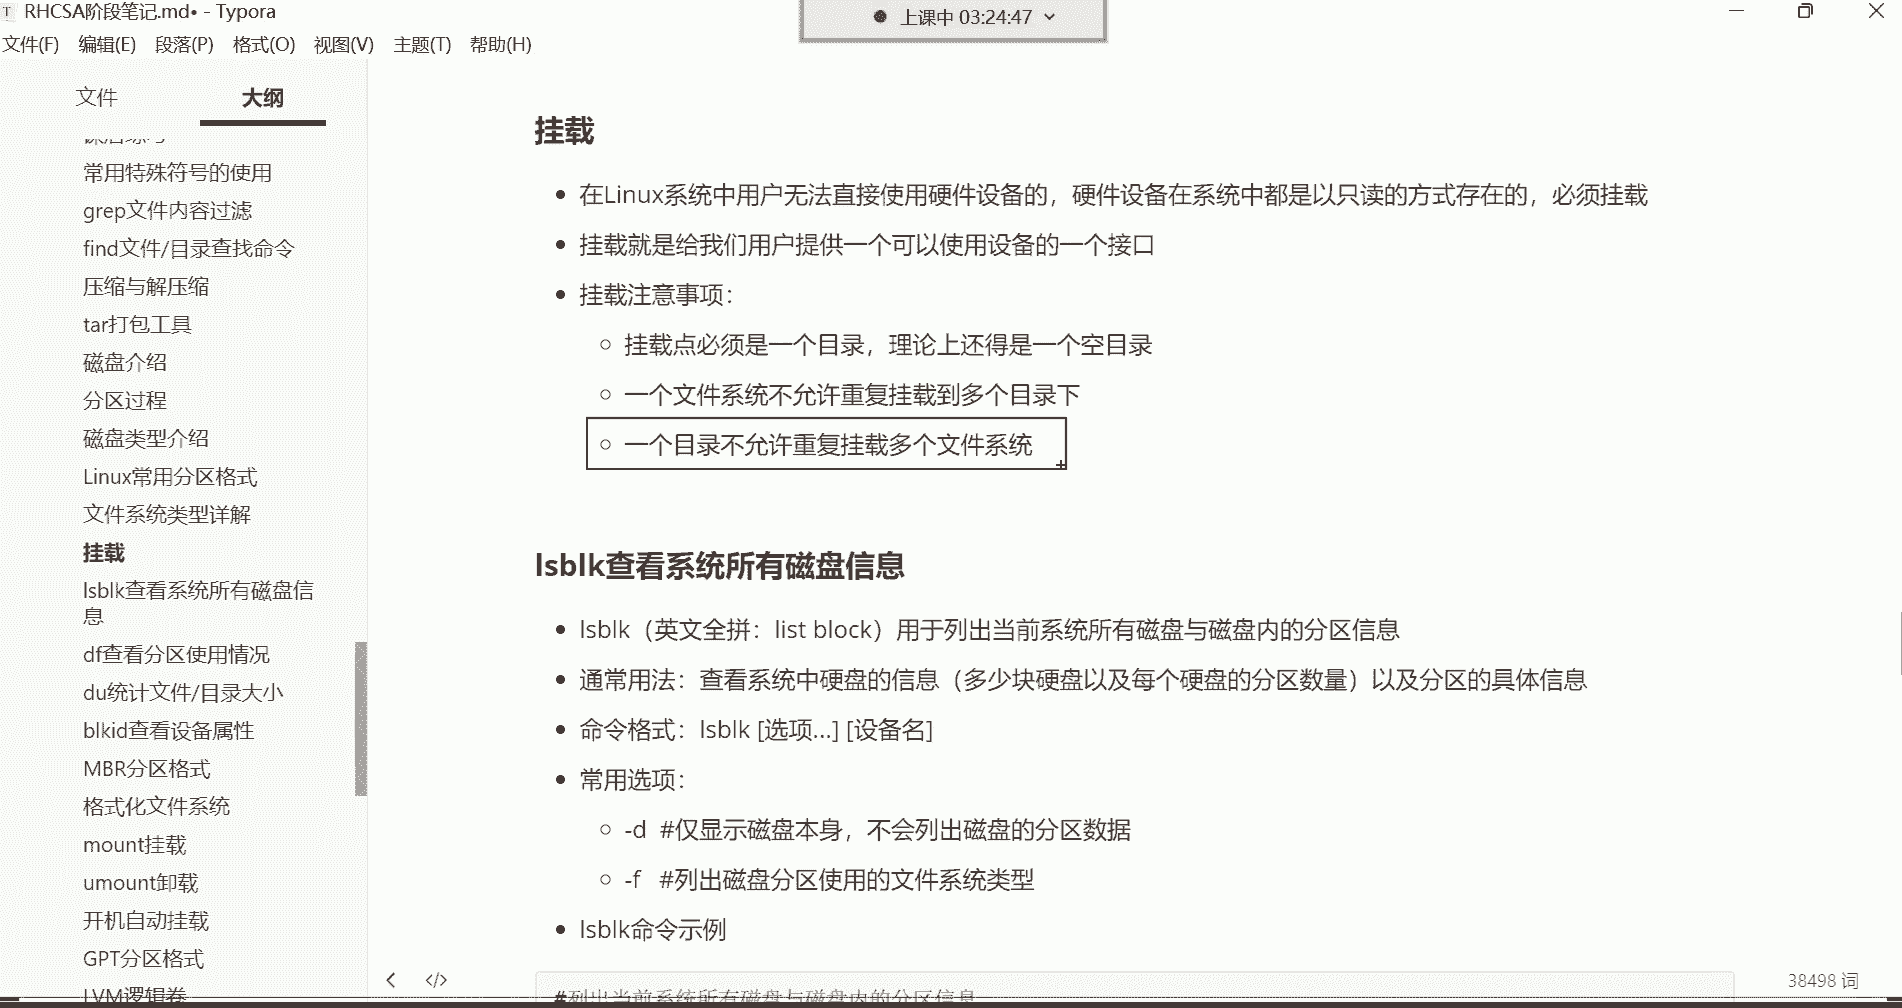 RHCSA阶段笔记.md• - Typora
上课中 03:24:47
文件(F) 编辑(E) 段落(P) 格式(O) 视图(V) 主题(T) 帮助(H)
文件 大纲
常用特殊符号的使用
grep文件内容过滤
find文件/目录查找命令
压缩与解压缩
tar打包工具
磁盘介绍
分区过程
磁盘类型介绍
Linux常用分区格式
文件系统类型详解
挂载
lsblk查看系统所有磁盘信
息
df查看分区使用情况
du统计文件/目录大小
blkid查看设备属性
MBR分区格式
格式化文件系统
mount挂载
umount卸载
开机自动挂载
GPT分区格式
LVM逻辑卷
挂载
在Linux系统中用户无法直接使用硬件设备的，硬件设备在系统中都是以只读的方式存在的，必须挂载
挂载就是给我们用户提供一个可以使用设备的一个接口
挂载注意事项：
挂载点必须是一个目录，理论上还得是一个空目录
一个文件系统不允许重复挂载到多个目录下
一个目录不允许重复挂载多个文件系统
lsblk查看系统所有磁盘信息
lsblk（英文全拼：list block）用于列出当前系统所有磁盘与磁盘内的分区信息
通常用法：查看系统中硬盘的信息（多少块硬盘以及每个硬盘的分区数量）以及分区的具体信息
命令格式：lsblk [选项...] [设备名]
常用选项：
-d #仅显示磁盘本身，不会列出磁盘的分区数据
-f #列出磁盘分区使用的文件系统类型
lsblk命令示例
#列出当前系统所有磁盘与磁盘内的分区信息
38498 词